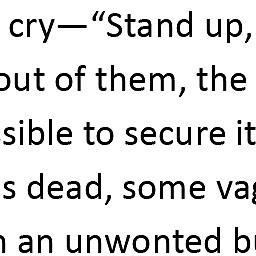 cry—“Stand up,
out of them, the
sible to secure it
s dead, some vag
n an unwonted bu